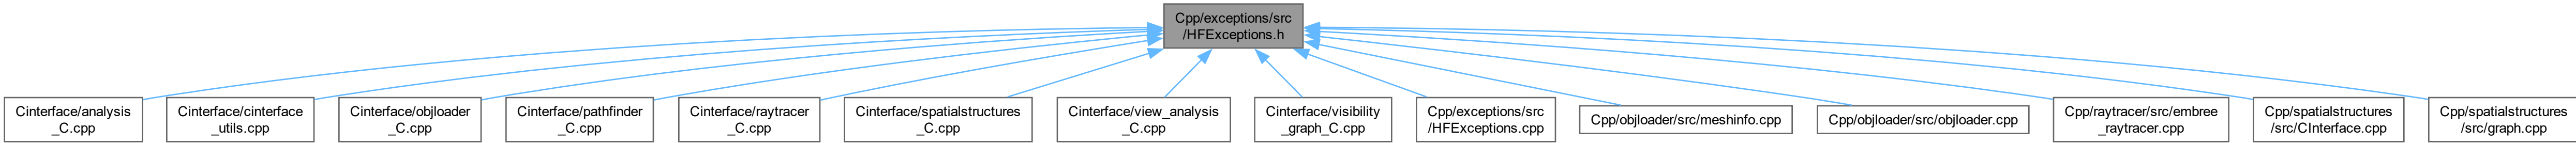 Cpp/exceptions/src
/HFExceptions.h
Cinterface/analysis
_C.cpp
Cinterface/cinterface
_utils.cpp
Cinterface/objloader
_C.cpp
Cinterface/pathfinder
_C.cpp
Cinterface/raytracer
_C.cpp
Cinterface/spatialstructures
_C.cpp
Cinterface/view_analysis
_C.cpp
Cinterface/visibility
_graph_C.cpp
Cpp/exceptions/src
/HFExceptions.cpp
Cpp/objloader/src/meshinfo.cpp
Cpp/objloader/src/objloader.cpp
Cpp/raytracer/src/embree
_raytracer.cpp
Cpp/spatialstructures
/src/CInterface.cpp
Cpp/spatialstructures
/src/graph.cpp